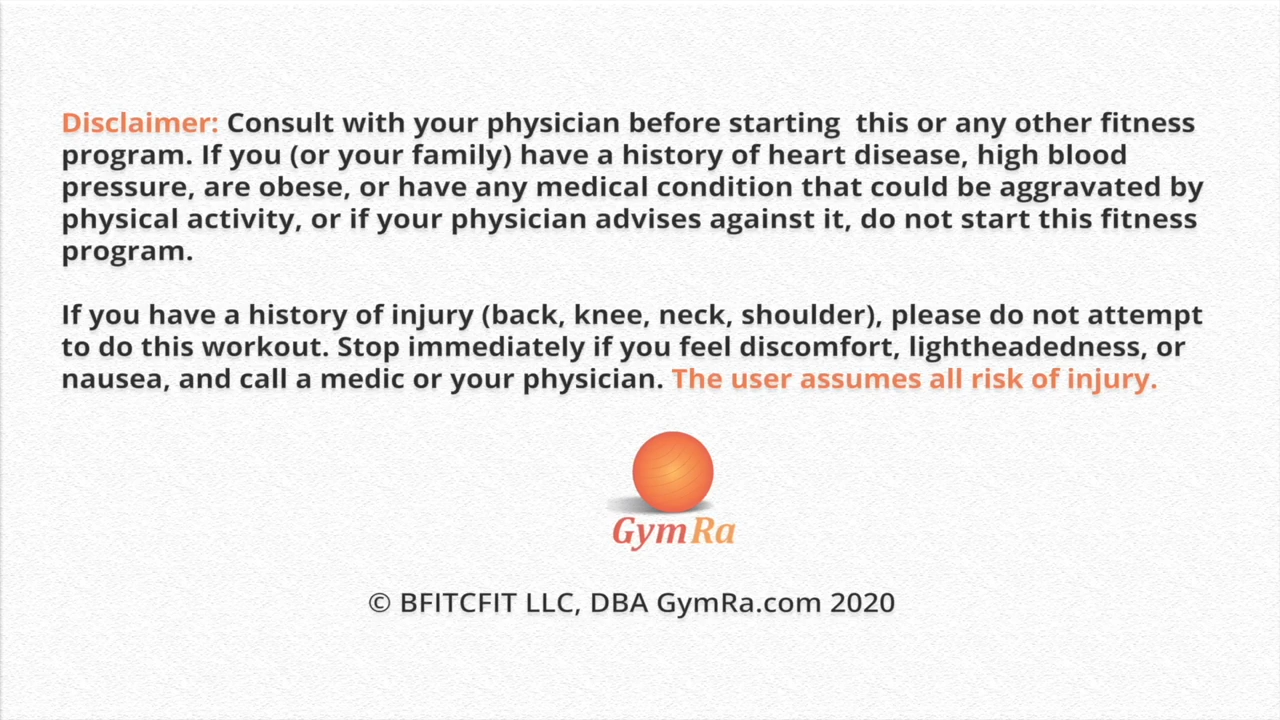 Disclaimer: Consult with your physician before starting  this or any other fitness
program. If you (or your family) have a history of heart disease, high blood
pressure, are obese, or have any medical condition that could be aggravated by
physical activity, or if your physician advises against it, do not start this fitness
program.
If you have a history of injury (back, knee, neck, shoulder), please do not attempt
to do this workout. Stop immediately if you feel discomfort, lightheadedness, or
nausea, and call a medic or your physician. The user assumes all risk of injury.
GymRa
© BFITCFIT LLC, DBA GymRa.com 2020